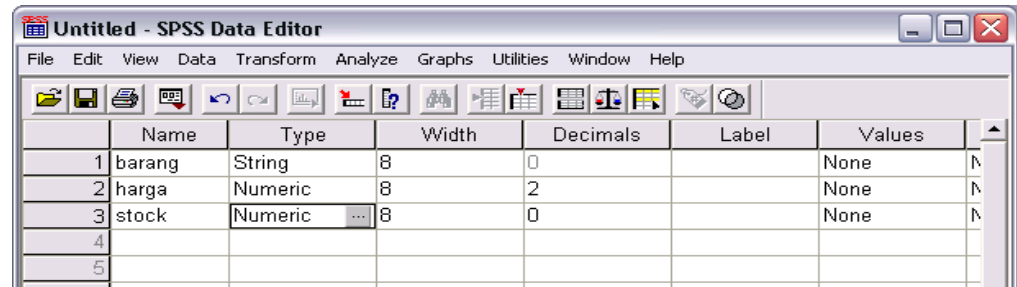 Untitled - SPSS Data Editor
File Edit View Data Transform Analyze Graphs Utilities Window Help
Name Type Width Decimals Label Values
1 barang String 8 0 None N
2 harga Numeric 8 2 None N
3 stock Numeric ... 8 0 None N
4
5